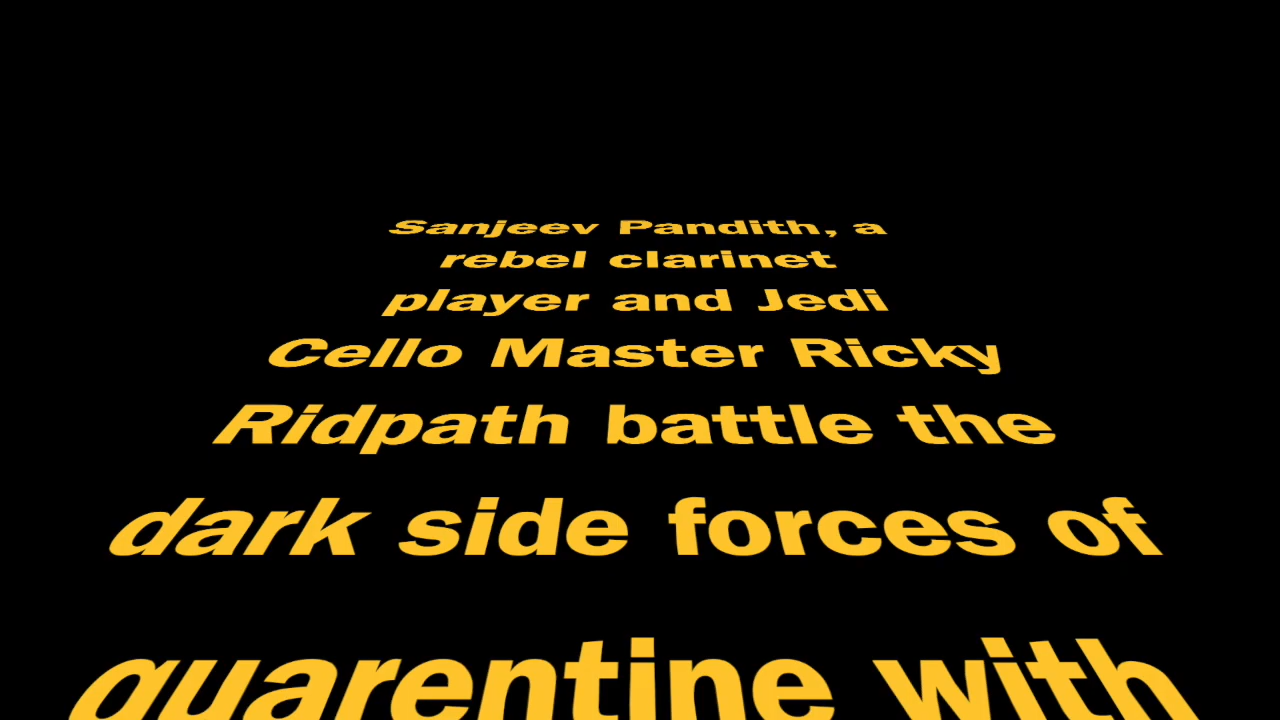 Sanjeev Pandith, a
rebel clarinet
player and Jedi
Cello Master Ricky
Ridpath battle the
dark side forces of
quarentine with